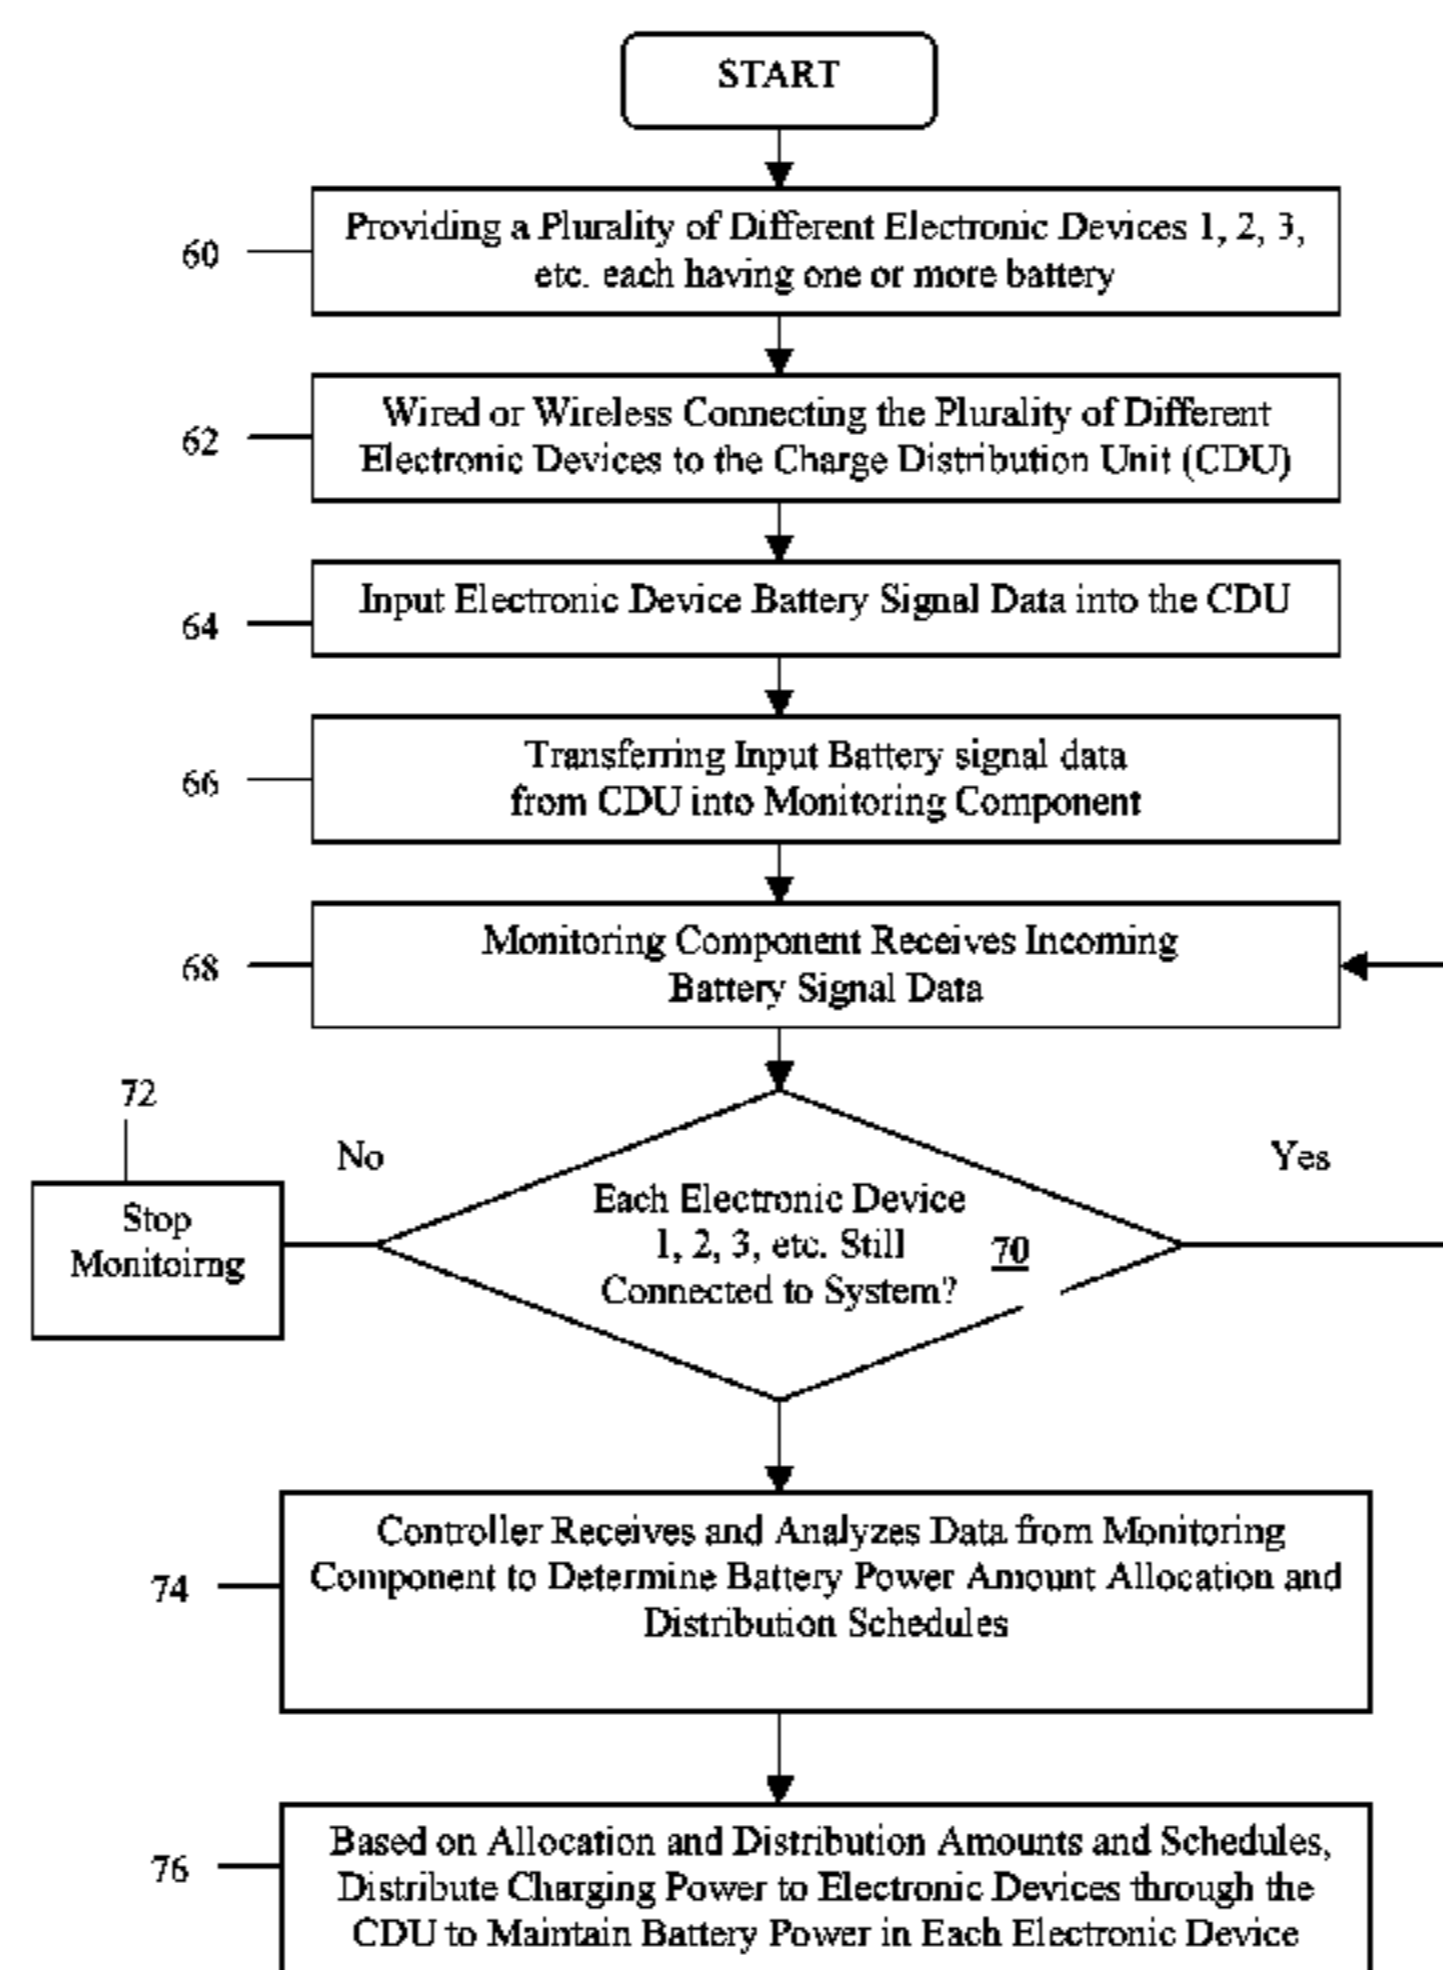 START
60
Providing a Plurality of Different Electronic Devices 1, 2, 3,
etc. each having one or more battery
62
Wired or Wireless Connecting the Plurality of Different
Electronic Devices to the Charge Distribution Unit (CDU)
64
Input Electronic Device Battery Signal Data into the CDU
66
Transferring Input Battery signal data
from CDU into Monitoring Component
68
Monitoring Component Receives Incoming
Battery Signal Data
72
No
Yes
Stop
Monitoirng
Each Electronic Device
1, 2, 3, etc. Still
Connected to System?
70
74
Controller Receives and Analyzes Data from Monitoring
Component to Determine Battery Power Amount Allocation and
Distribution Schedules
76
Based on Allocation and Distribution Amounts and Schedules,
Distribute Charging Power to Electronic Devices through the
CDU to Maintain Battery Power in Each Electronic Device